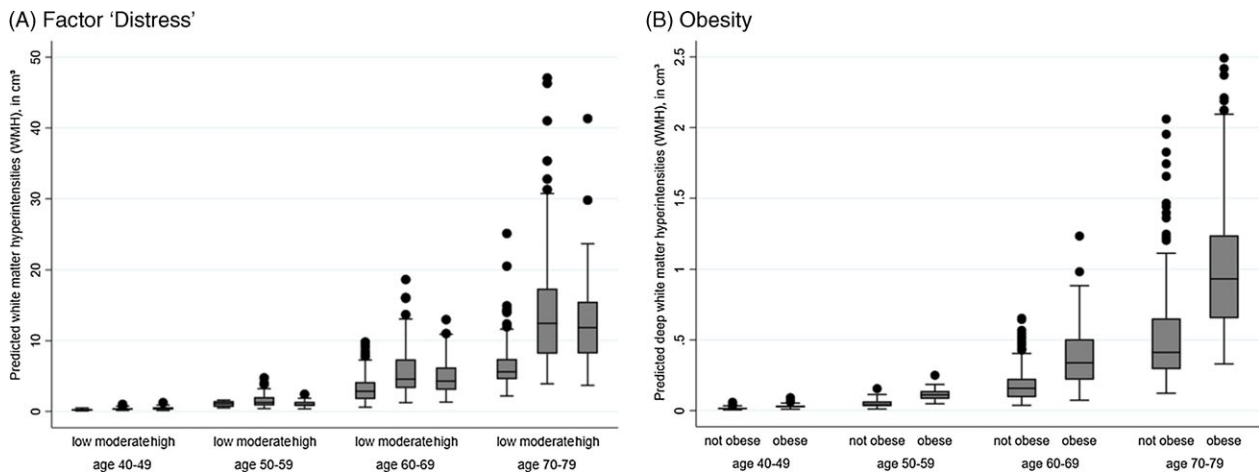 (A) Factor ‘Distress’
Predicted white matter hyperintensities (WMH), in cm³
50
40
30
20
10
0
low moderatehigh low moderatehigh low moderatehigh low moderatehigh
age 40-49 age 50-59 age 60-69 age 70-79
(B) Obesity
Predicted deep white matter hyperintensities (WMH), in cm³
2.5
2
1.5
1
.5
0
not obese obese not obese obese not obese obese not obese obese
age 40-49 age 50-59 age 60-69 age 70-79